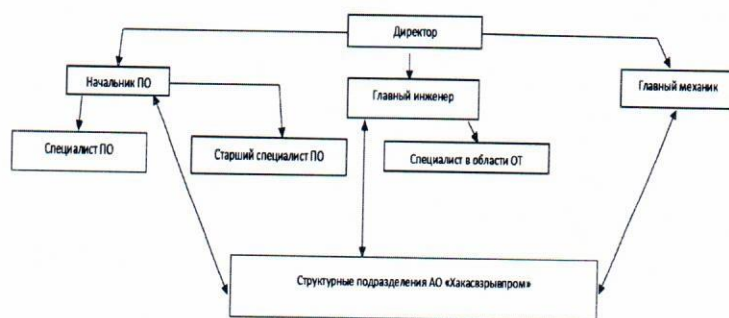 Директор
Начальник ПО
Главный инженер
Главный механик
Специалист ПО
Старший специалист ПО
Специалист в области ОТ
Структурные подразделения АО «Хакасвзрывпром»